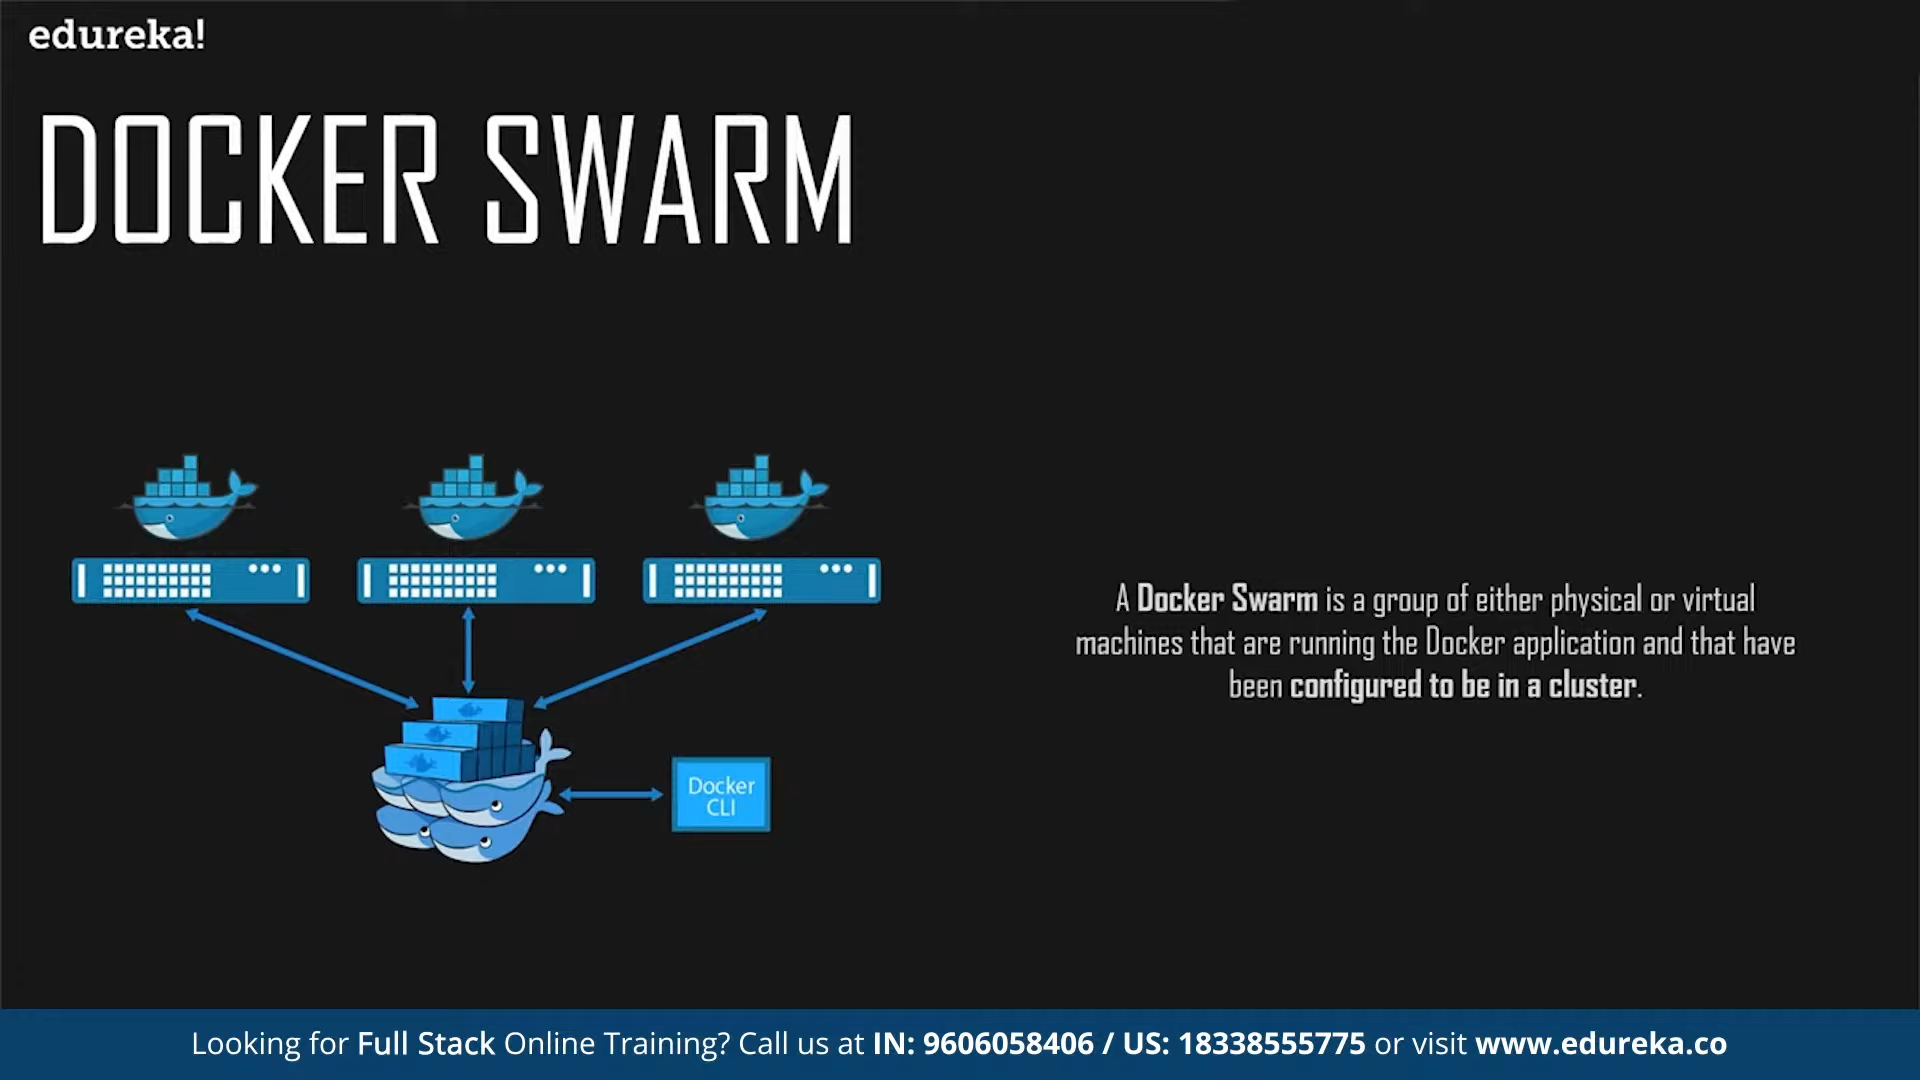 edureka!
DOCKER SWARM
A Docker Swarm is a group of either physical or virtual
machines that are running the Docker application and that have
been configured to be in a cluster.
Docker
CLI
Looking for Full Stack Online Training? Call us at IN: 9606058406 / US: 18338555775 or visit www.edureka.co